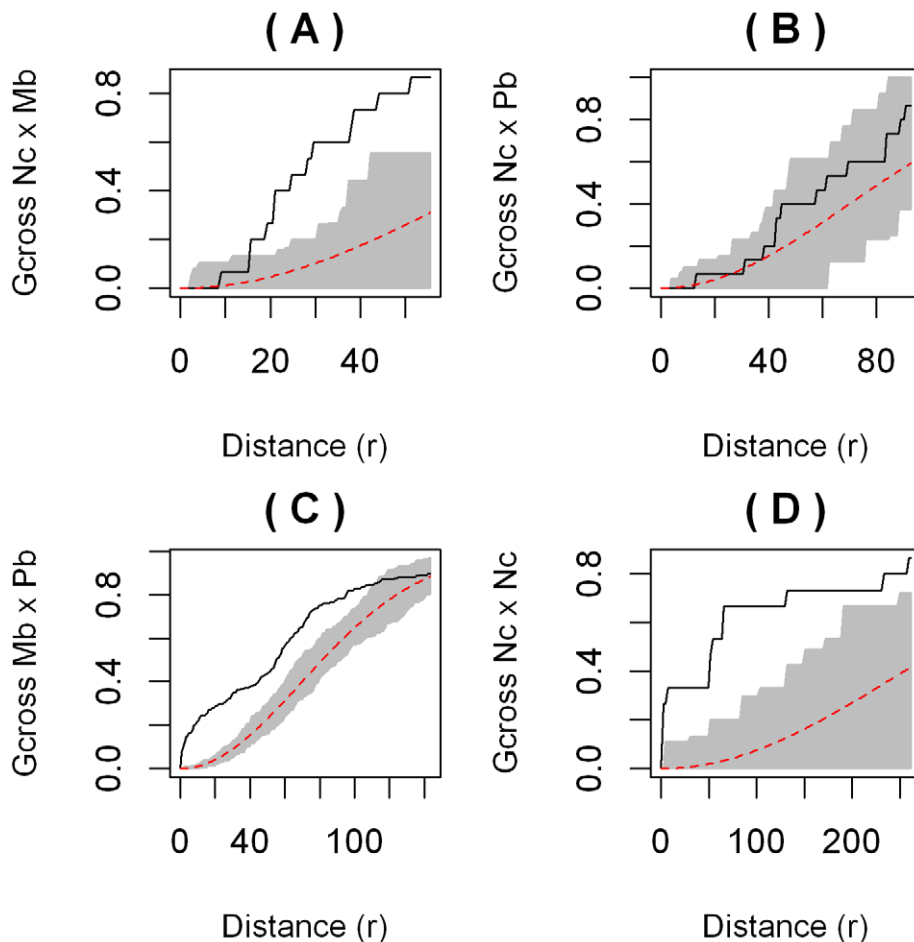 ( A )
Gcross Nc x Mb
0.0 0.4 0.8
0 20 40
Distance (r)
( B )
Gcross Nc x Pb
0.0 0.4 0.8
0 40 80
Distance (r)
( C )
Gcross Mb x Pb
0.0 0.4 0.8
0 40 100
Distance (r)
( D )
Gcross Nc x Nc
0.0 0.4 0.8
0 100 200
Distance (r)